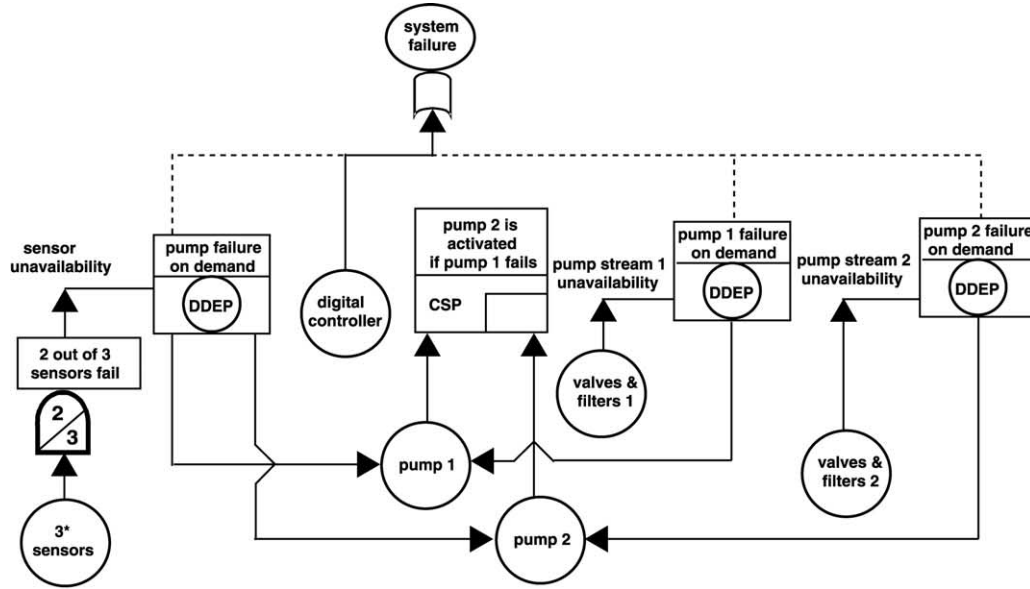 system
failure
sensor
unavailability
pump failure
on demand
DDEP
digital
controller
pump 2 is
activated
if pump 1 fails
CSP
pump stream 1
unavailability
pump 1 failure
on demand
DDEP
pump stream 2
unavailability
pump 2 failure
on demand
DDEP
2 out of 3
sensors fail
2
3
3*
sensors
pump 1
pump 2
valves &
filters 1
valves &
filters 2